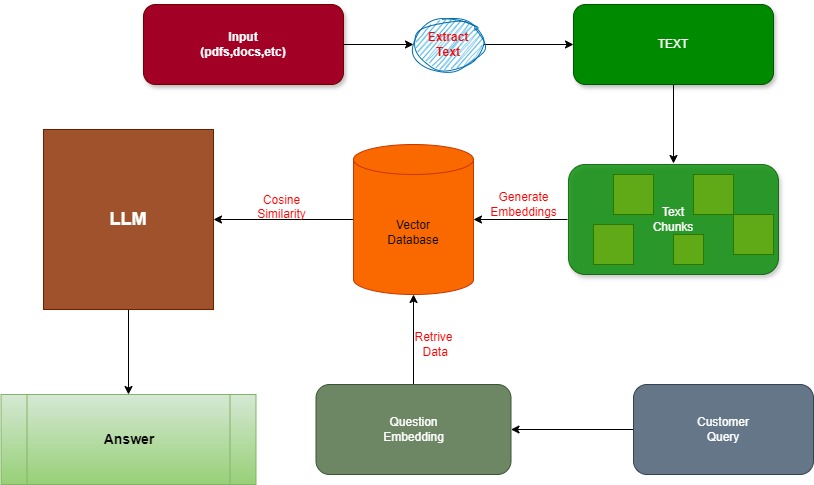 Input
(pdfs,docs,etc)
Extract
Text
TEXT
LLM
Cosine
Similarity
Vector
Database
Generate
Embeddings
Text
Chunks
Retrive
Data
Answer
Question
Embedding
Customer
Query